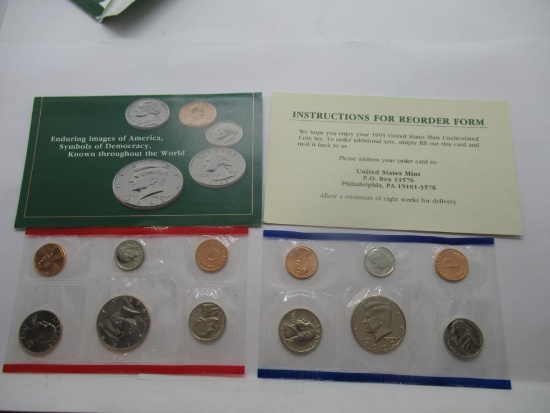 Enduring Images of America,
Symbols of Democracy,
Known throughout the World
INSTRUCTIONS FOR REORDER FORM
We hope you enjoy your 1993 United States Mint Uncirculated
Coin Set. To order additional sets, simply fill out this card and
mail it back to us.
Please address your order card to:
United States Mint
P.O. Box 13576
Philadelphia, PA 19101-3576
Allow a minimum of eight weeks for delivery.